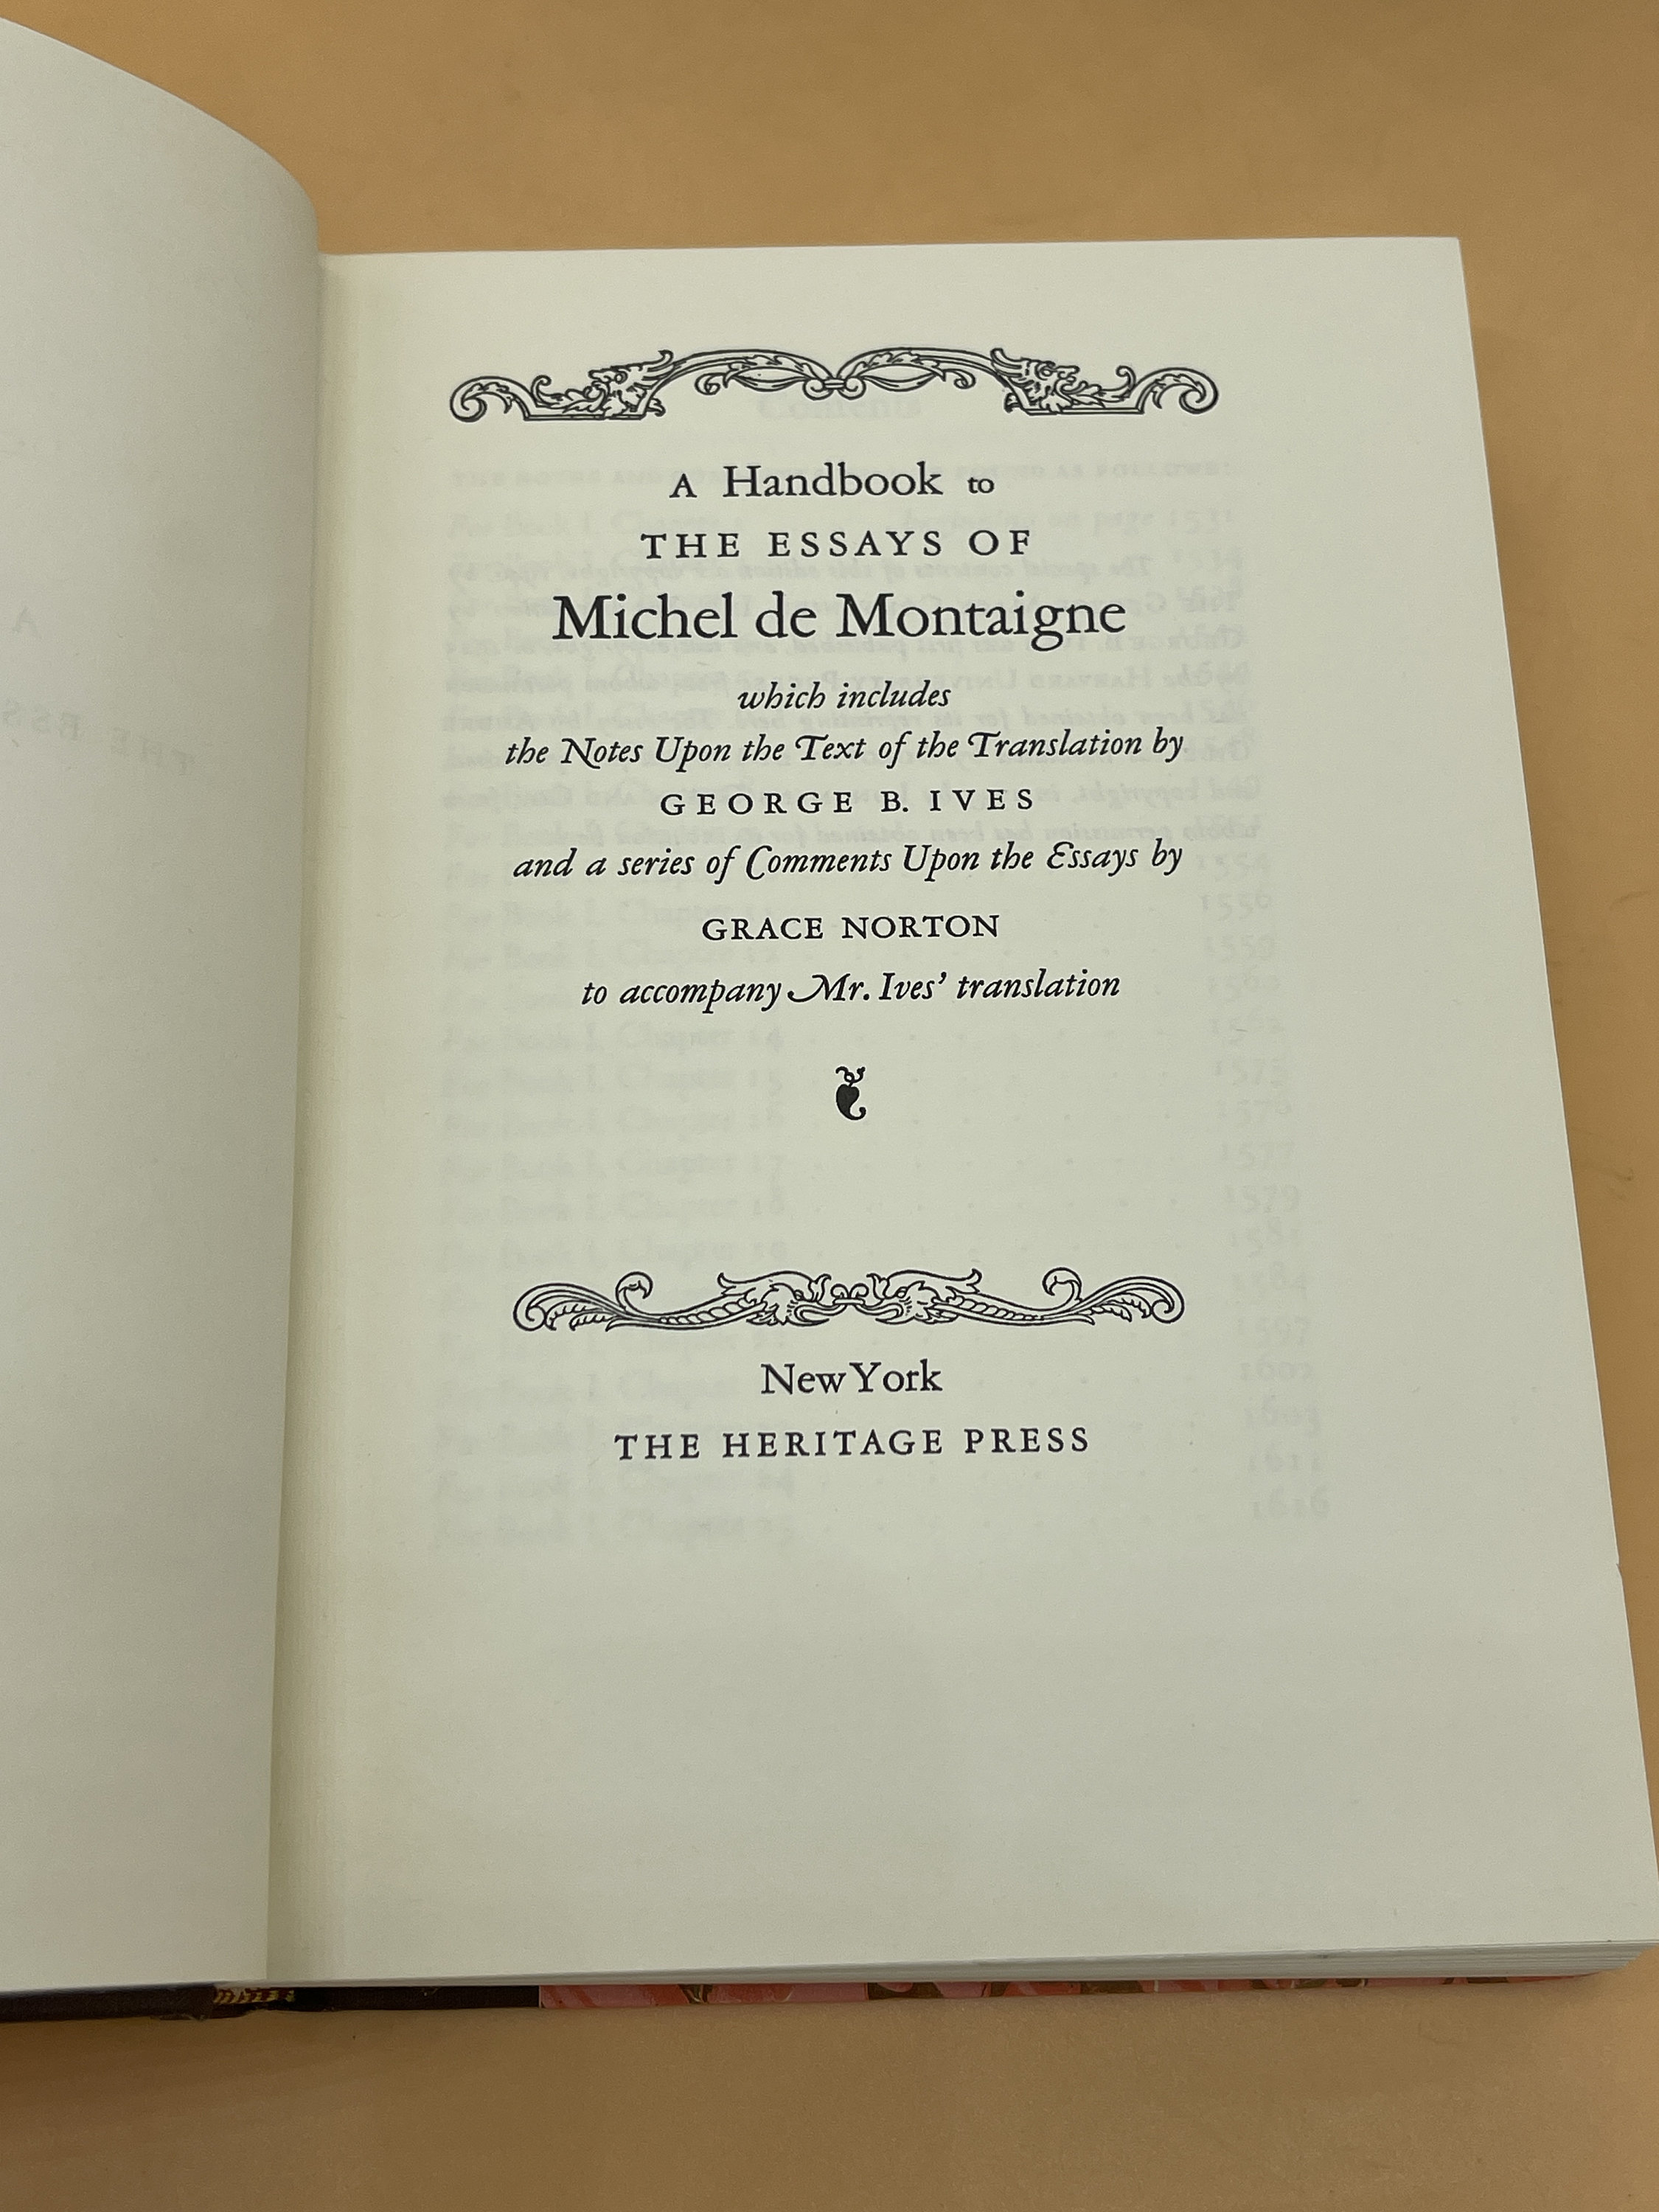 A Handbook to
THE ESSAYS OF
Michel de Montaigne
which includes
the Notes Upon the Text of the Translation by
GEORGE B. IVES
and a series of Comments Upon the Essays by
GRACE NORTON
to accompany Mr. Ives' translation
New York
THE HERITAGE PRESS